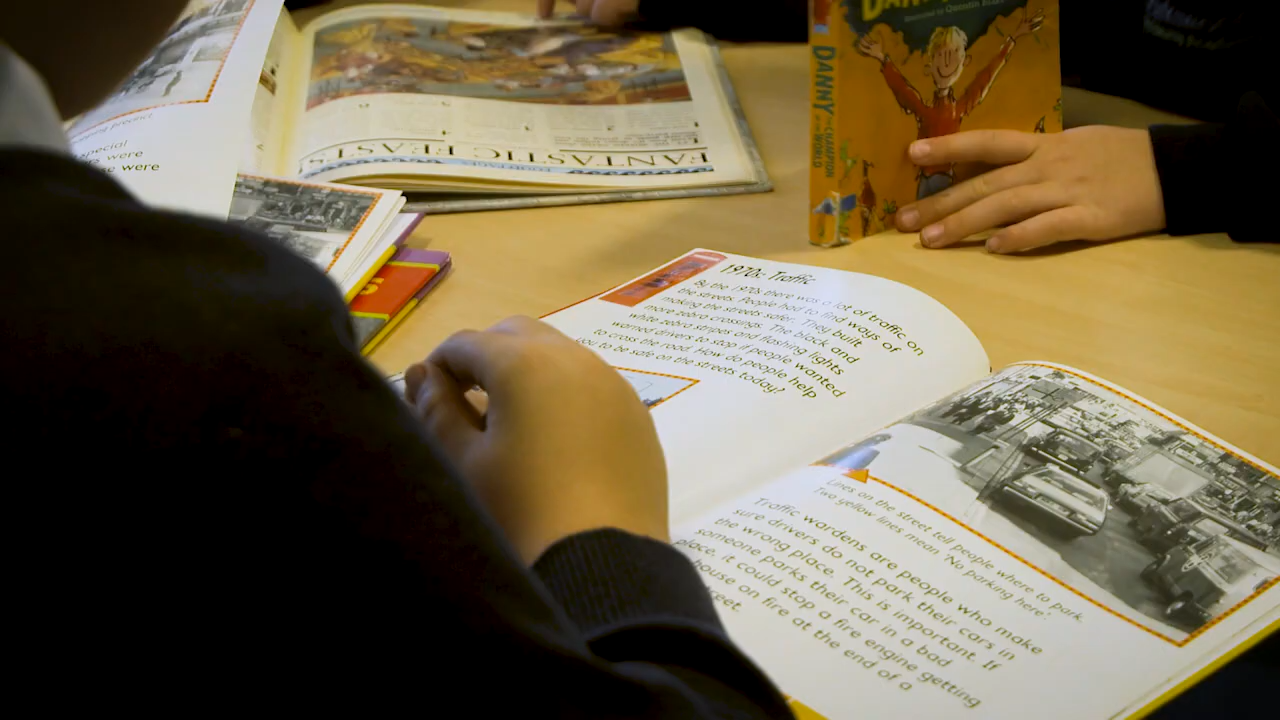 special
were
were
FANTASTIC FEASTS
DANNY
Illustrated by Quentin Blake
DANNY THE CHAMPION OF THE WORLD
1970s: Traffic
By the 1970s there was a lot of traffic on
the streets. People had to find ways of
making the streets safer. They built
more zebra crossings. The black and
white zebra stripes and flashing lights
warned drivers to stop if people wanted
to cross the road. How do people help
you to be safe on the streets today?
Lines on the street tell people where to park.
Two yellow lines mean 'No parking here'.
Traffic wardens are people who make
sure drivers do not park their cars in
the wrong place. This is important. If
someone parks their car in a bad
place, it could stop a fire engine getting
house on fire at the end of a